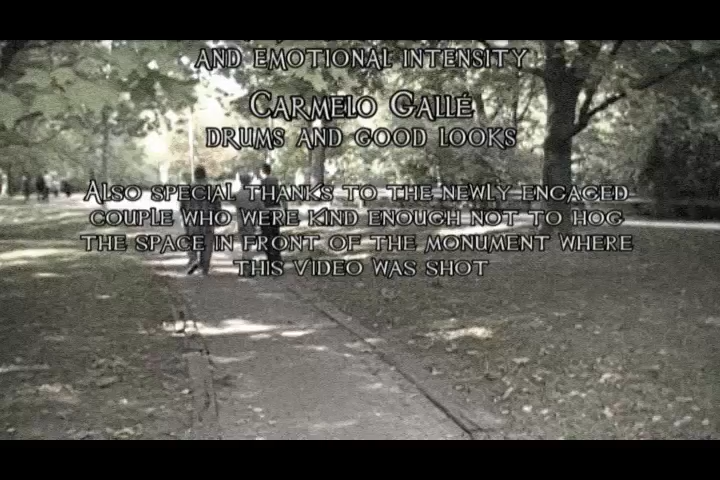 AND EMOTIONAL INTENSITY
CARMELO GALLÉ
DRUMS AND GOOD LOOKS
ALSO SPECIAL THANKS TO THE NEWLY ENGAGED
COUPLE WHO WERE KIND ENOUGH NOT TO HOG
THE SPACE IN FRONT OF THE MONUMENT WHERE
THIS VIDEO WAS SHOT